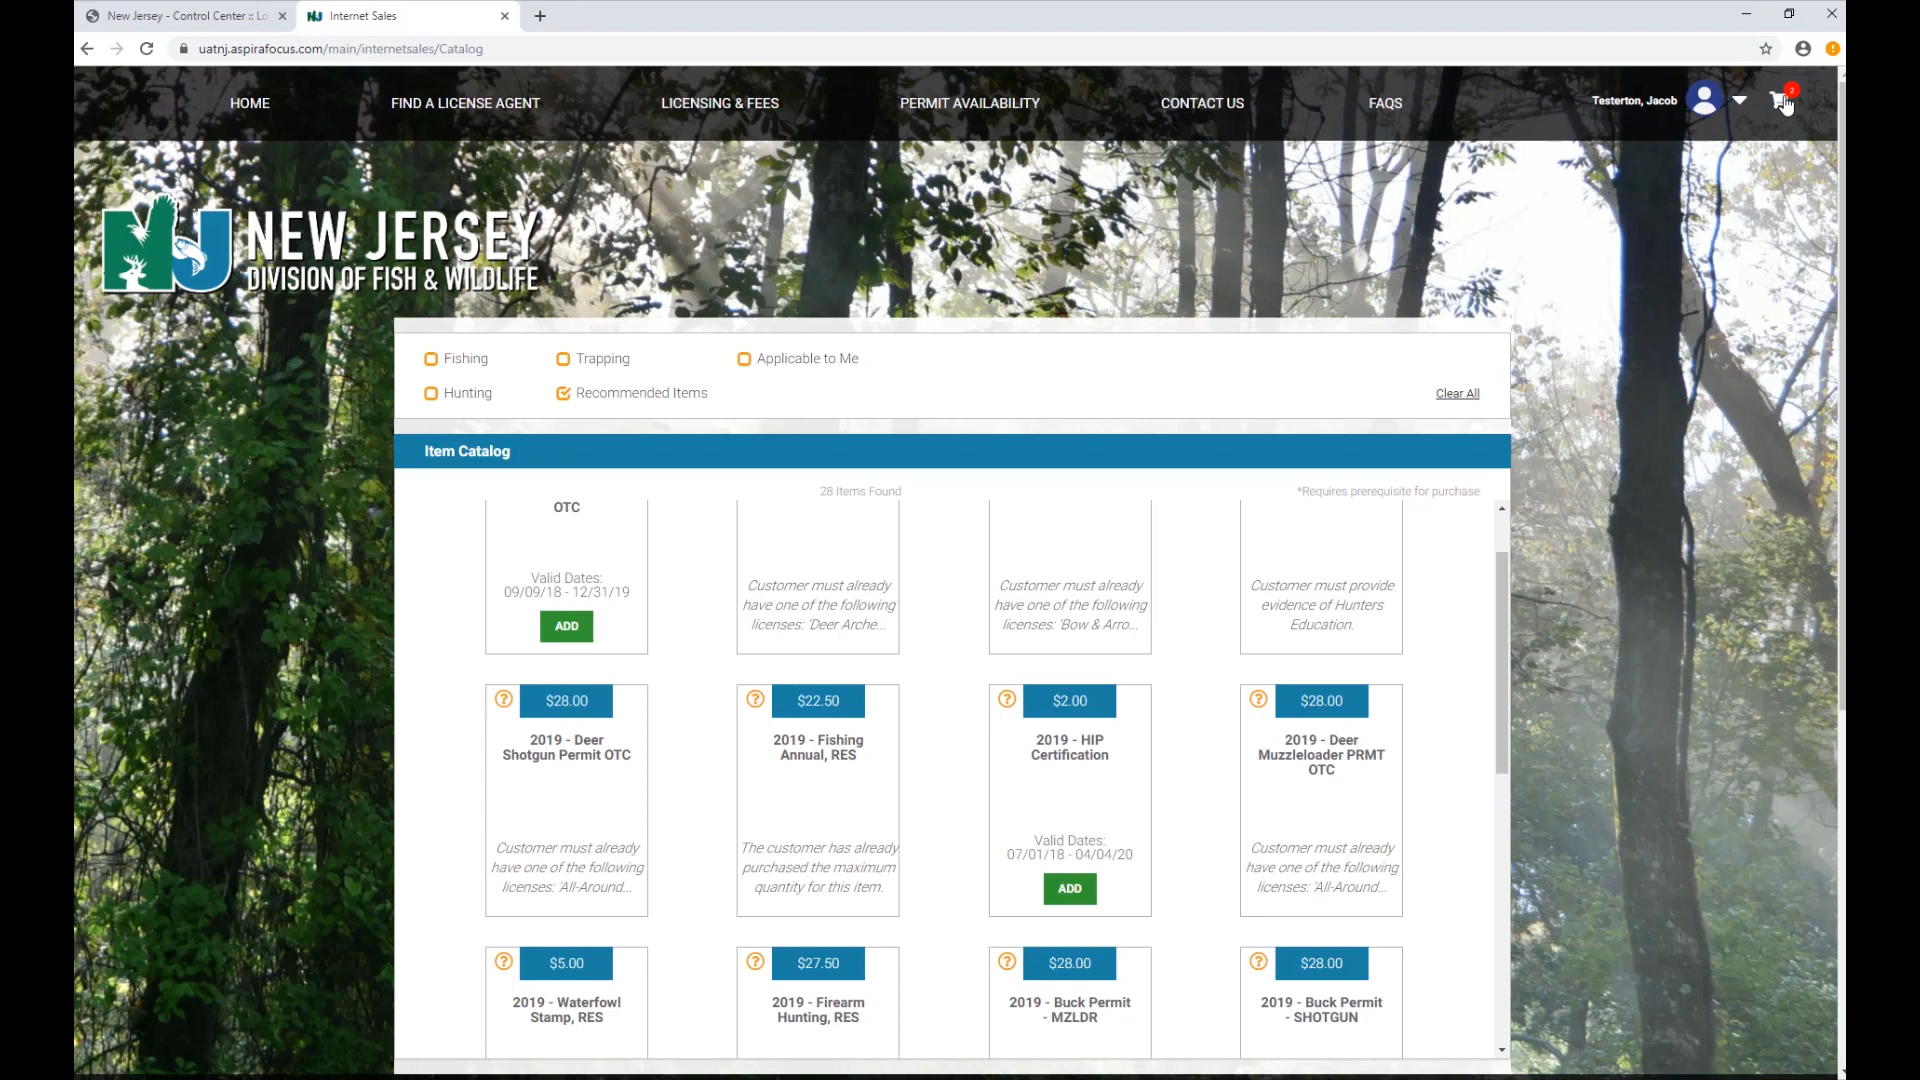 New Jersey - Control Center :: Lo
Internet Sales
uatnj.aspirafocus.com/main/internetsales/Catalog
HOME
FIND A LICENSE AGENT
LICENSING & FEES
PERMIT AVAILABILITY
CONTACT US
FAQS
Testerton, Jacob
2
NJ
NEW JERSEY
DIVISION OF FISH & WILDLIFE
Fishing
Trapping
Applicable to Me
Hunting
Recommended Items
Clear All
Item Catalog
28 Items Found
*Requires prerequisite for purchase
OTC
Valid Dates:
09/09/18 - 12/31/19
ADD
Customer must already
have one of the following
licenses: 'Deer Arche...
Customer must already
have one of the following
licenses: 'Bow & Arro...
Customer must provide
evidence of Hunters
Education.
? $28.00
2019 - Deer
Shotgun Permit OTC
Customer must already
have one of the following
licenses: 'All-Around...
? $22.50
2019 - Fishing
Annual, RES
The customer has already
purchased the maximum
quantity for this item.
? $2.00
2019 - HIP
Certification
Valid Dates:
07/01/18 - 04/04/20
ADD
? $28.00
2019 - Deer
Muzzleloader PRMT
OTC
Customer must already
have one of the following
licenses: 'All-Around...
? $5.00
2019 - Waterfowl
Stamp, RES
? $27.50
2019 - Firearm
Hunting, RES
? $28.00
2019 - Buck Permit
- MZLDR
? $28.00
2019 - Buck Permit
- SHOTGUN